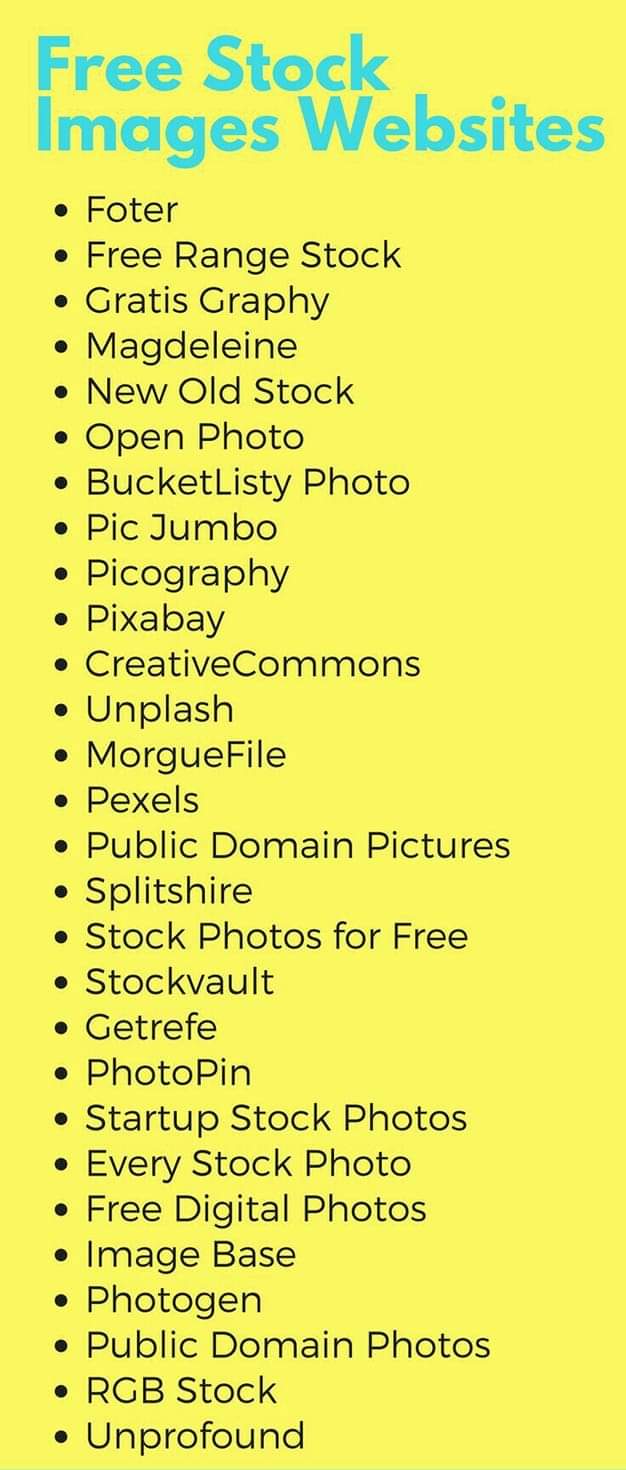 Free Stock
Images Websites
• Foter
• Free Range Stock
• Gratis Graphy
• Magdeleine
• New Old Stock
• Open Photo
• BucketListy Photo
• Pic Jumbo
• Picography
• Pixabay
• CreativeCommons
• Unplash
• MorgueFile
• Pexels
• Public Domain Pictures
• Splitshire
• Stock Photos for Free
• Stockvault
• Getrefe
• PhotoPin
• Startup Stock Photos
• Every Stock Photo
• Free Digital Photos
• Image Base
• Photogen
• Public Domain Photos
• RGB Stock
• Unprofound